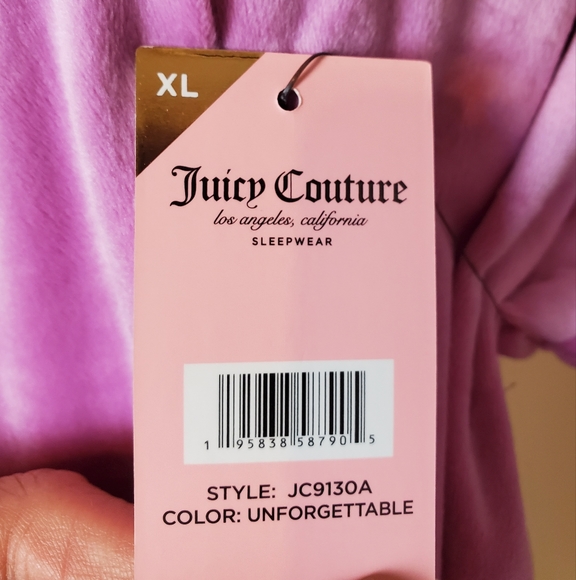 XL
Juicy Couture
los angeles, california
SLEEPWEAR
1 95838 58790 5
STYLE: JC9130A
COLOR: UNFORGETTABLE